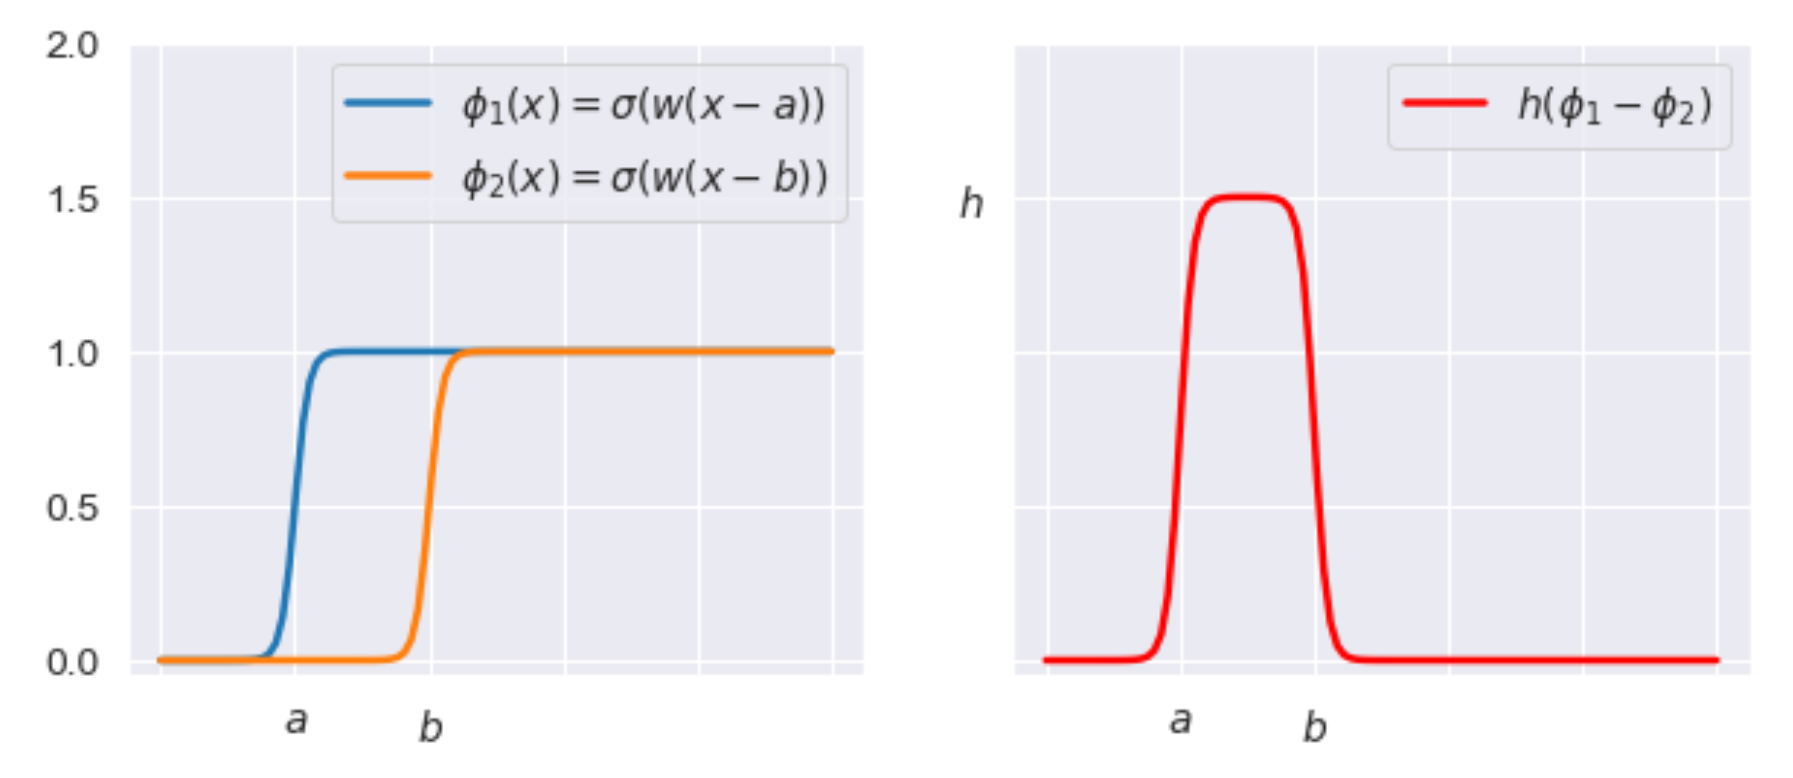 2.0
1.5
1.0
0.5
0.0
ϕ₁(x) = σ(w(x − a))
ϕ₂(x) = σ(w(x − b))
a
b
h(ϕ₁ − ϕ₂)
h
a
b